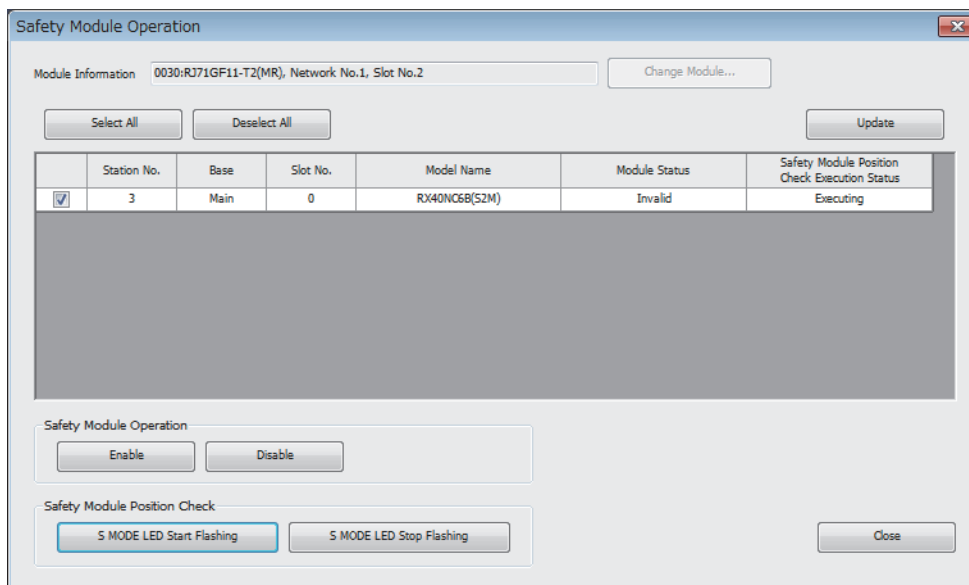 Safety Module Operation
Module Information 0030:RJ71GF11-T2(MR), Network No.1, Slot No.2 Change Module...
Select All Deselect All Update
Station No. Base Slot No. Model Name Module Status Safety Module Position
Check Execution Status
3 Main 0 RX40NC6B(S2M) Invalid Executing
Safety Module Operation
Enable Disable
Safety Module Position Check
S MODE LED Start Flashing S MODE LED Stop Flashing Close